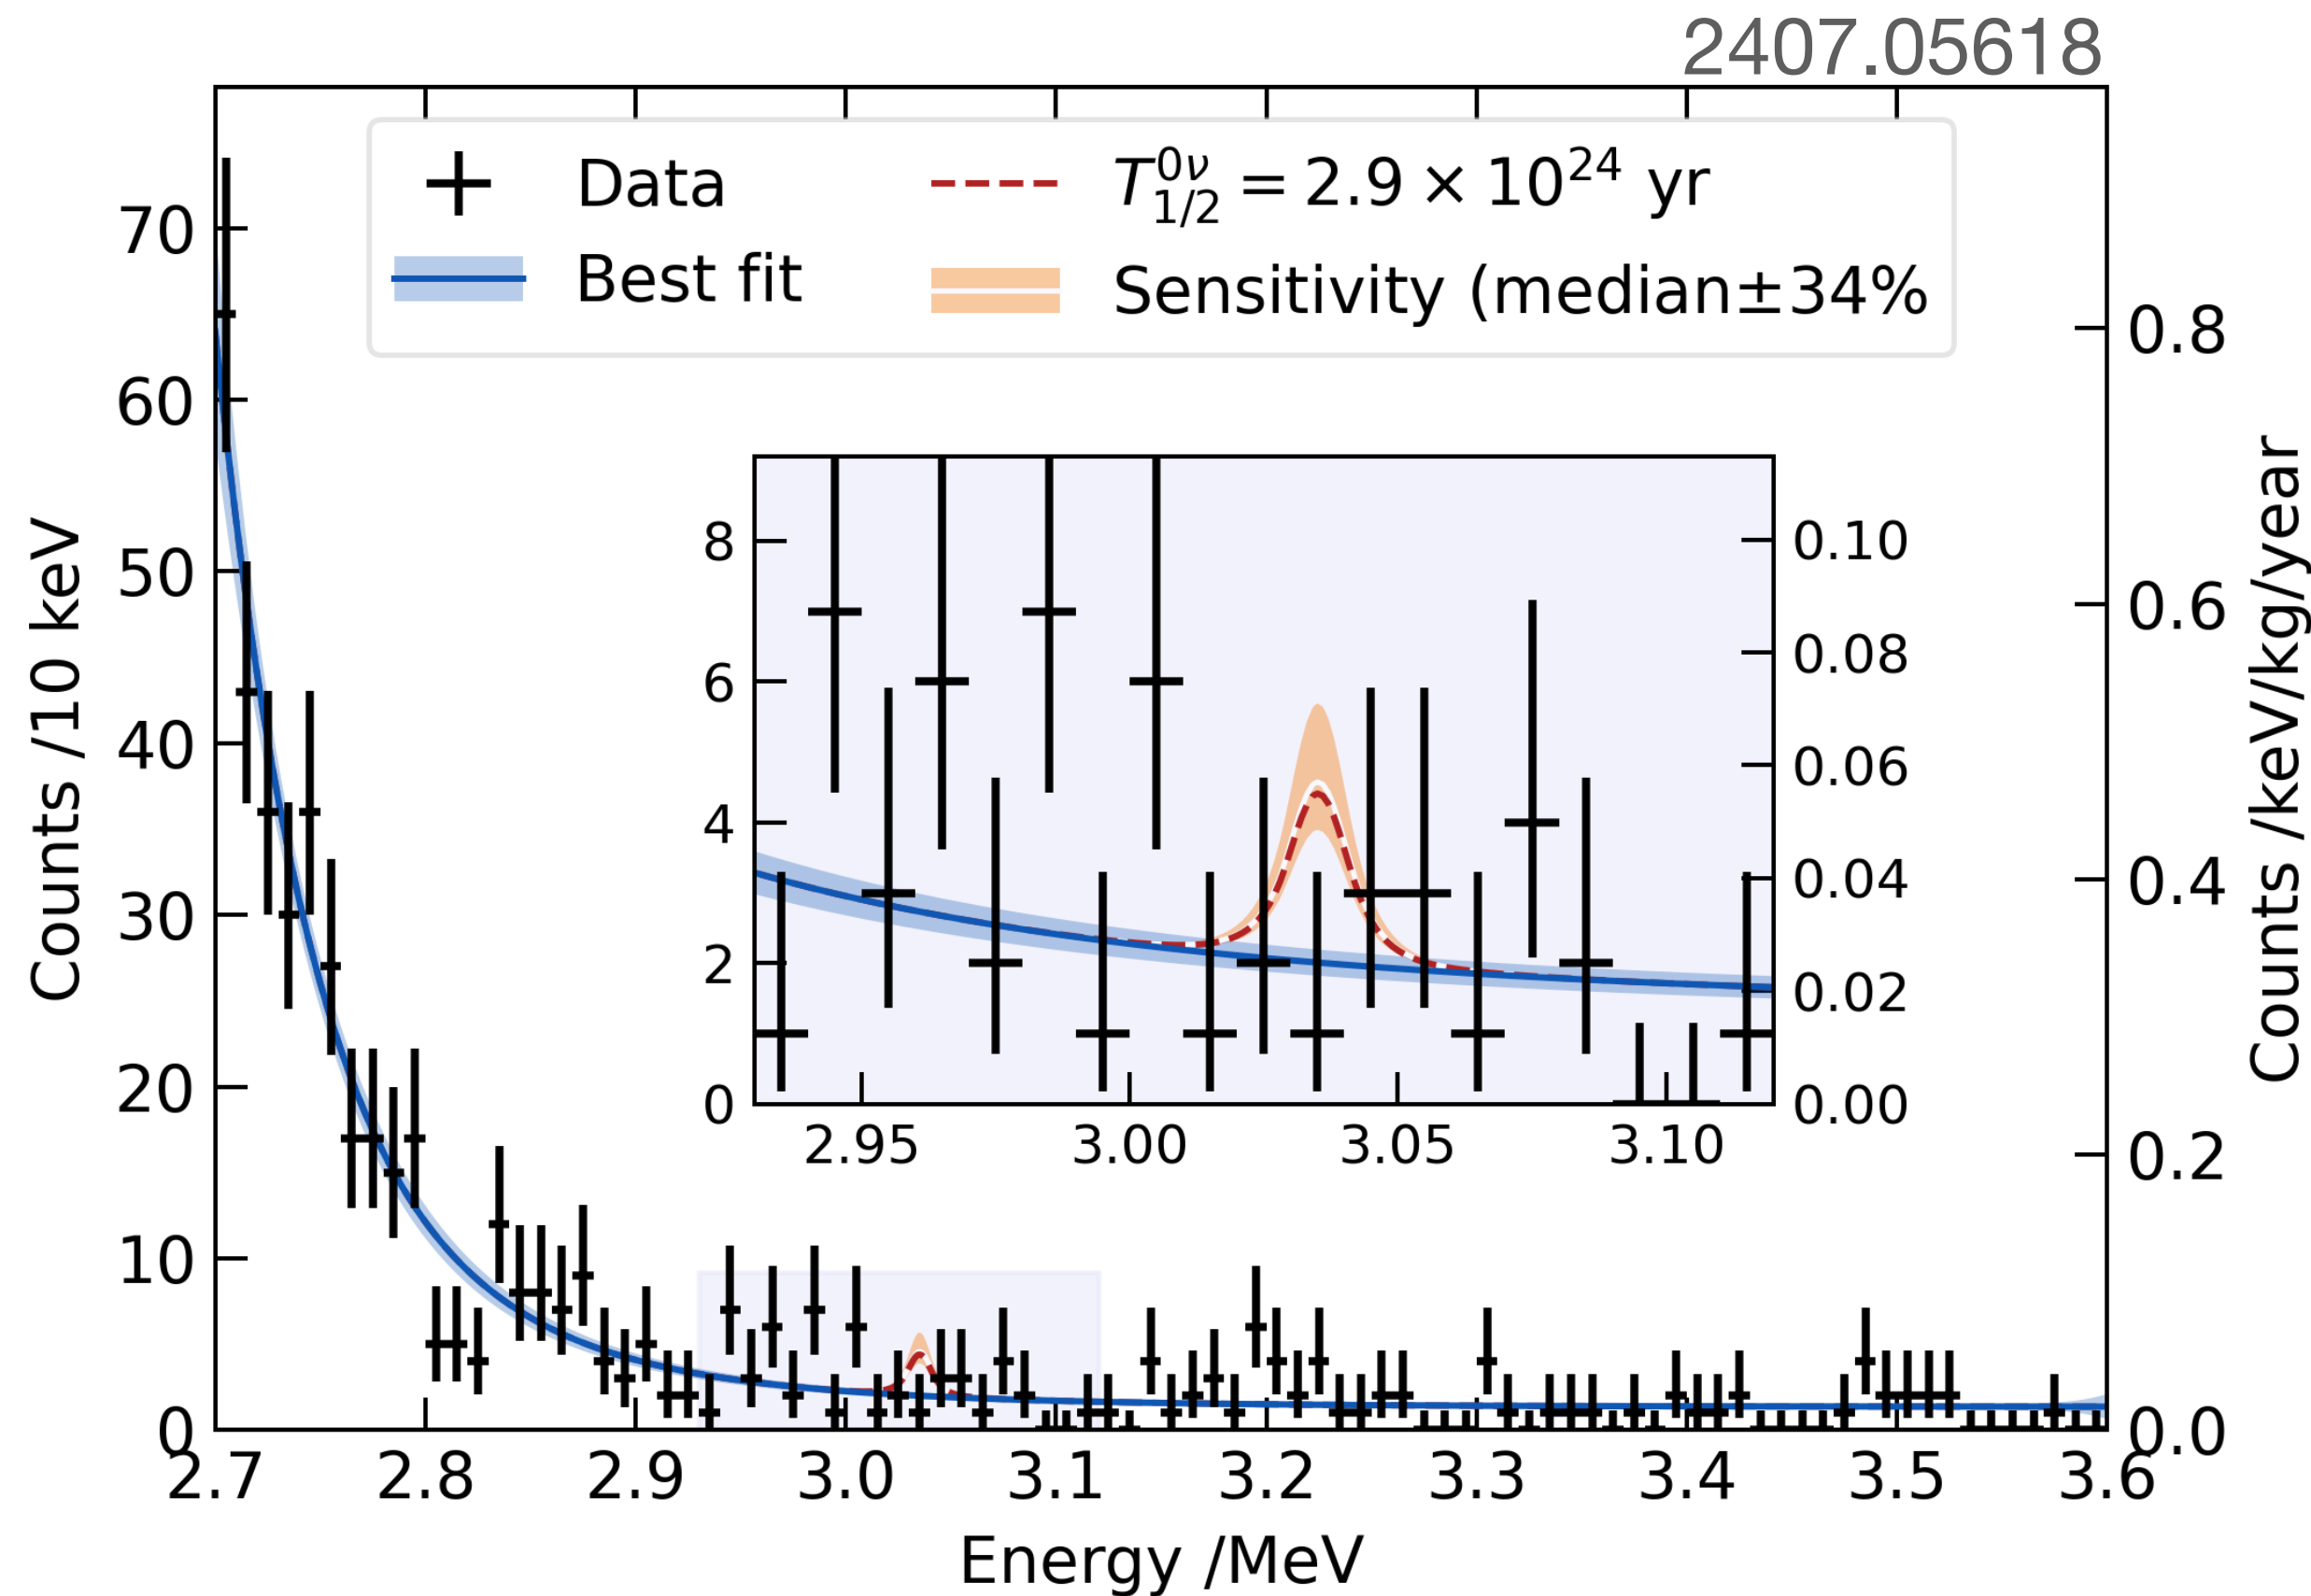 2407.05618
Data
Best fit
T^{0ν}_{1/2} = 2.9 × 10^{24} yr
Sensitivity (median±34%
Counts /10 keV
70
60
50
40
30
20
10
0
8
6
4
2
0
0.10
0.08
0.06
0.04
0.02
0.00
2.95 3.00 3.05 3.10
0.8
0.6
0.4
0.2
0.0
Counts /keV/kg/year
2.7 2.8 2.9 3.0 3.1 3.2 3.3 3.4 3.5 3.6
Energy /MeV